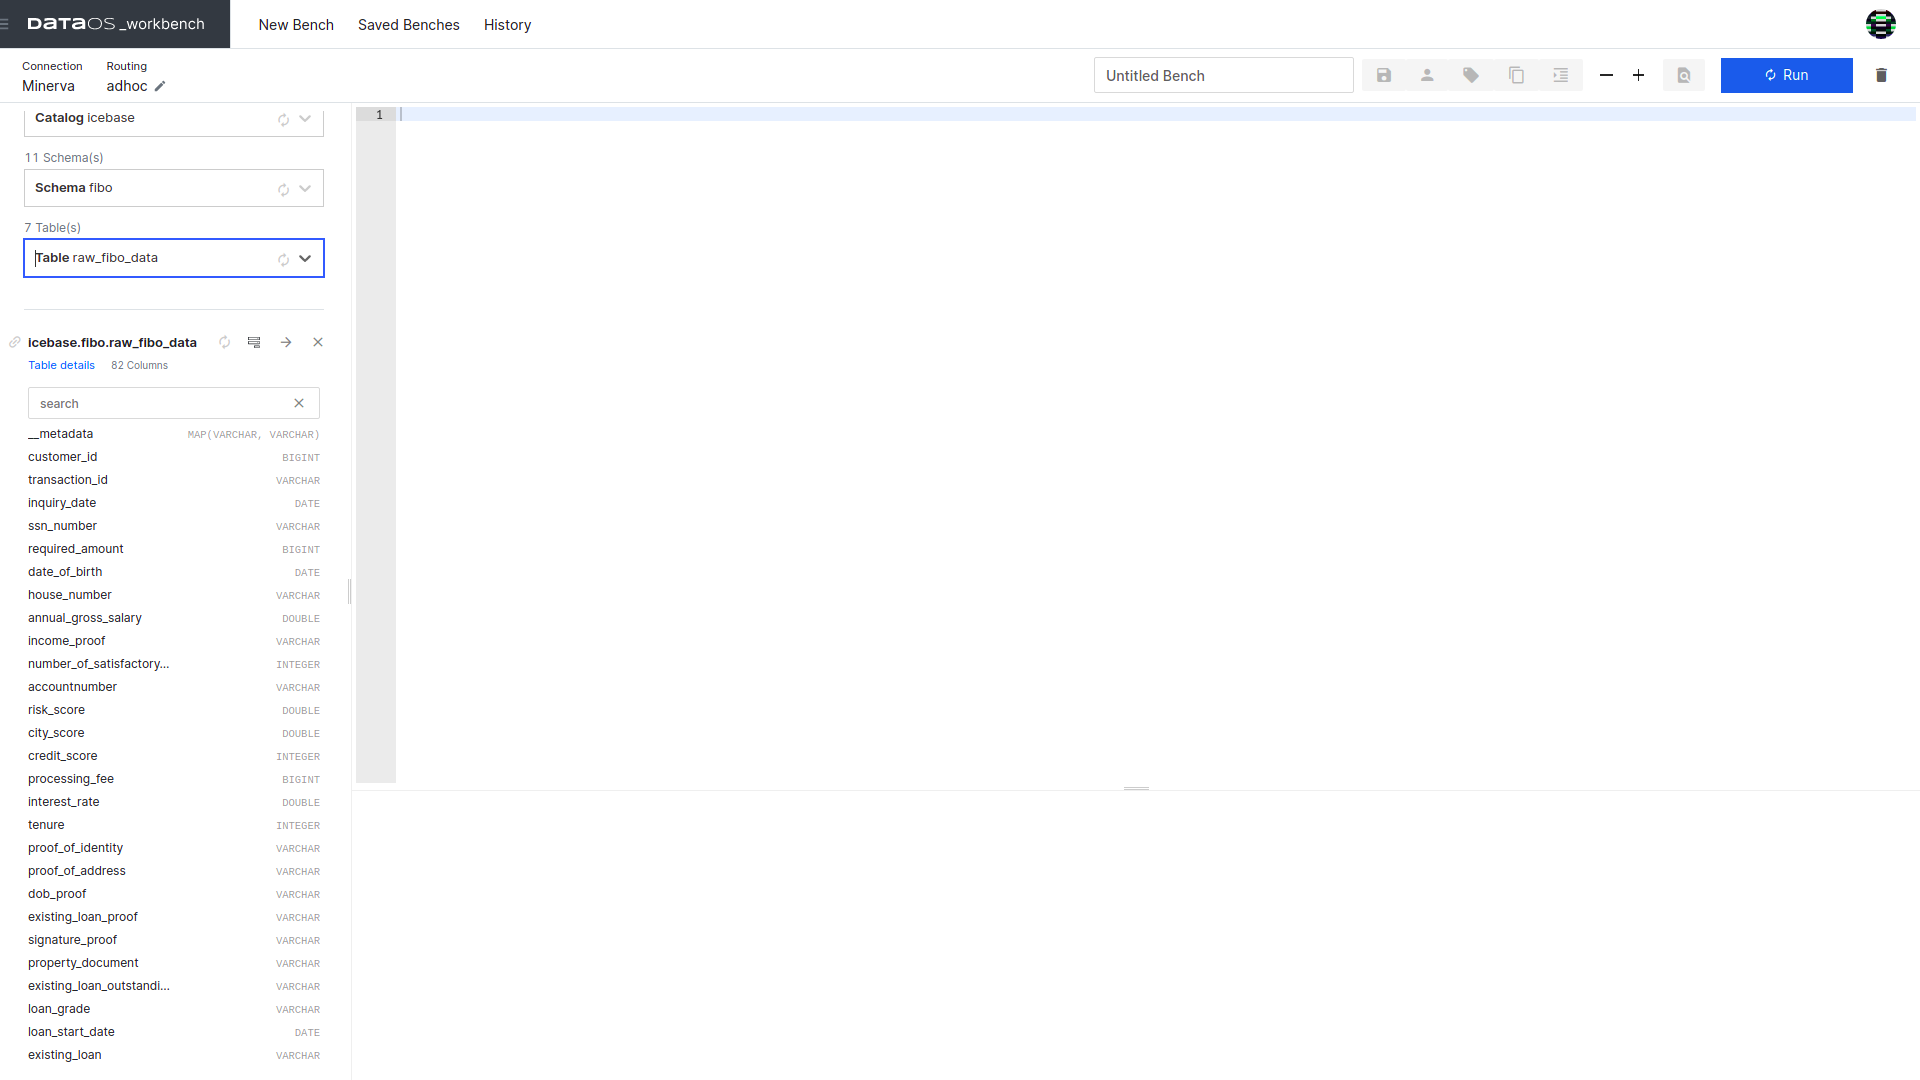 DATAOS _workbench
New Bench Saved Benches History
Connection Routing
Minerva adhoc
Untitled Bench
Run
Catalog icebase
11 Schema(s)
Schema fibo
7 Table(s)
Table raw_fibo_data
icebase.fibo.raw_fibo_data
Table details 82 Columns
search
__metadata MAP(VARCHAR, VARCHAR)
customer_id BIGINT
transaction_id VARCHAR
inquiry_date DATE
ssn_number VARCHAR
required_amount BIGINT
date_of_birth DATE
house_number VARCHAR
annual_gross_salary DOUBLE
income_proof VARCHAR
number_of_satisfactory... INTEGER
accountnumber VARCHAR
risk_score DOUBLE
city_score DOUBLE
credit_score INTEGER
processing_fee BIGINT
interest_rate DOUBLE
tenure INTEGER
proof_of_identity VARCHAR
proof_of_address VARCHAR
dob_proof VARCHAR
existing_loan_proof VARCHAR
signature_proof VARCHAR
property_document VARCHAR
existing_loan_outstandi... VARCHAR
loan_grade VARCHAR
loan_start_date DATE
existing_loan VARCHAR
1